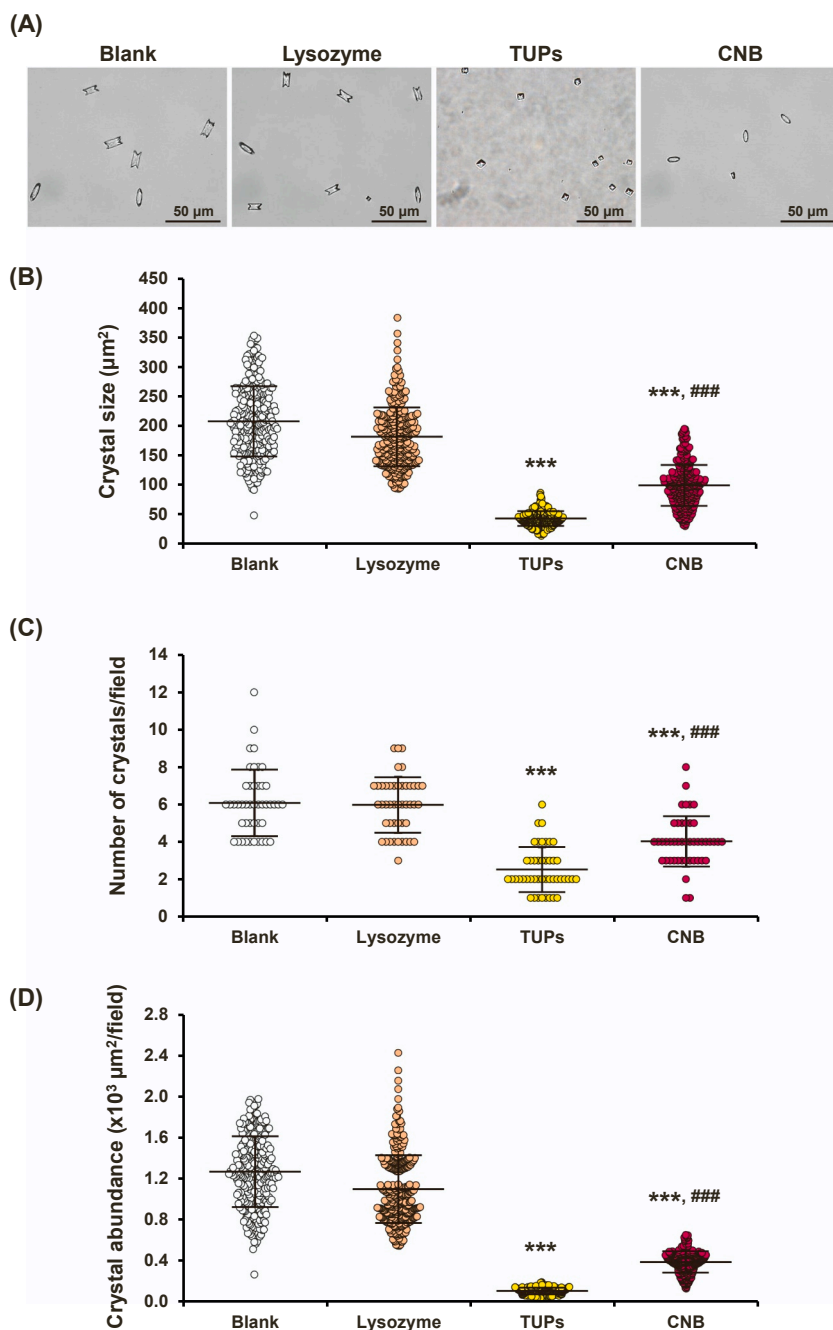 (A)
Blank Lysozyme TUPs CNB
50 µm 50 µm 50 µm 50 µm
(B)
Crystal size (µm²)
450
400
350
300
250
200
150
100
50
0
***
***, ###
Blank Lysozyme TUPs CNB
(C)
Number of crystals/field
14
12
10
8
6
4
2
0
***
***, ###
Blank Lysozyme TUPs CNB
(D)
Crystal abundance (x10³ µm²/field)
2.8
2.4
2.0
1.6
1.2
0.8
0.4
0.0
***
***, ###
Blank Lysozyme TUPs CNB